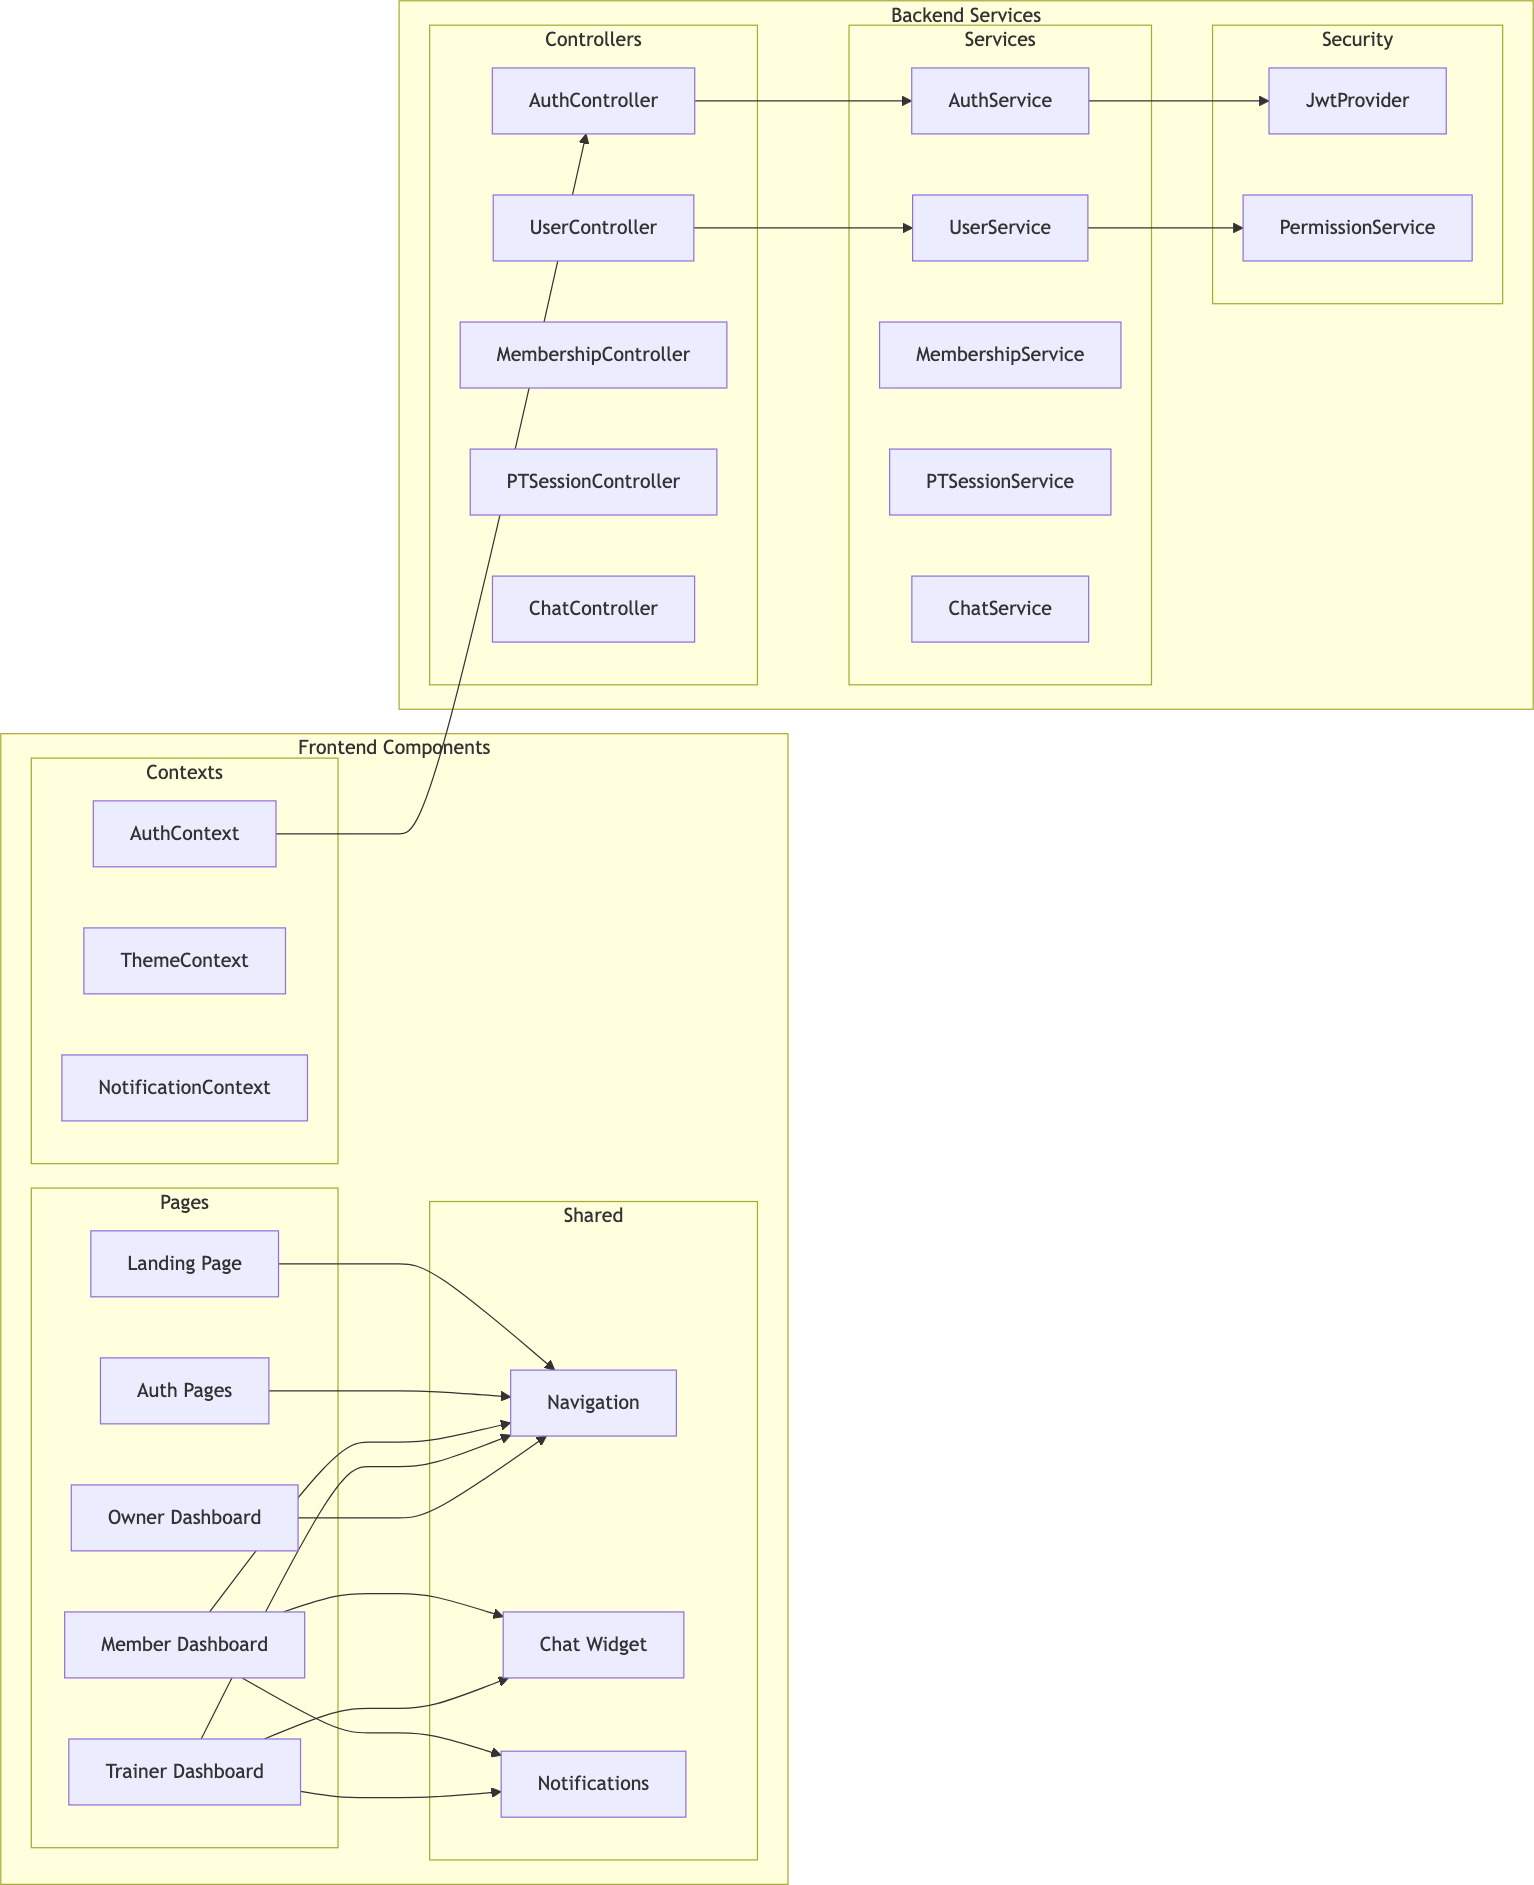 Backend Services
Controllers
AuthController
UserController
MembershipController
PTSessionController
ChatController
Services
AuthService
UserService
MembershipService
PTSessionService
ChatService
Security
JwtProvider
PermissionService
Frontend Components
Contexts
AuthContext
ThemeContext
NotificationContext
Pages
Landing Page
Auth Pages
Owner Dashboard
Member Dashboard
Trainer Dashboard
Shared
Navigation
Chat Widget
Notifications